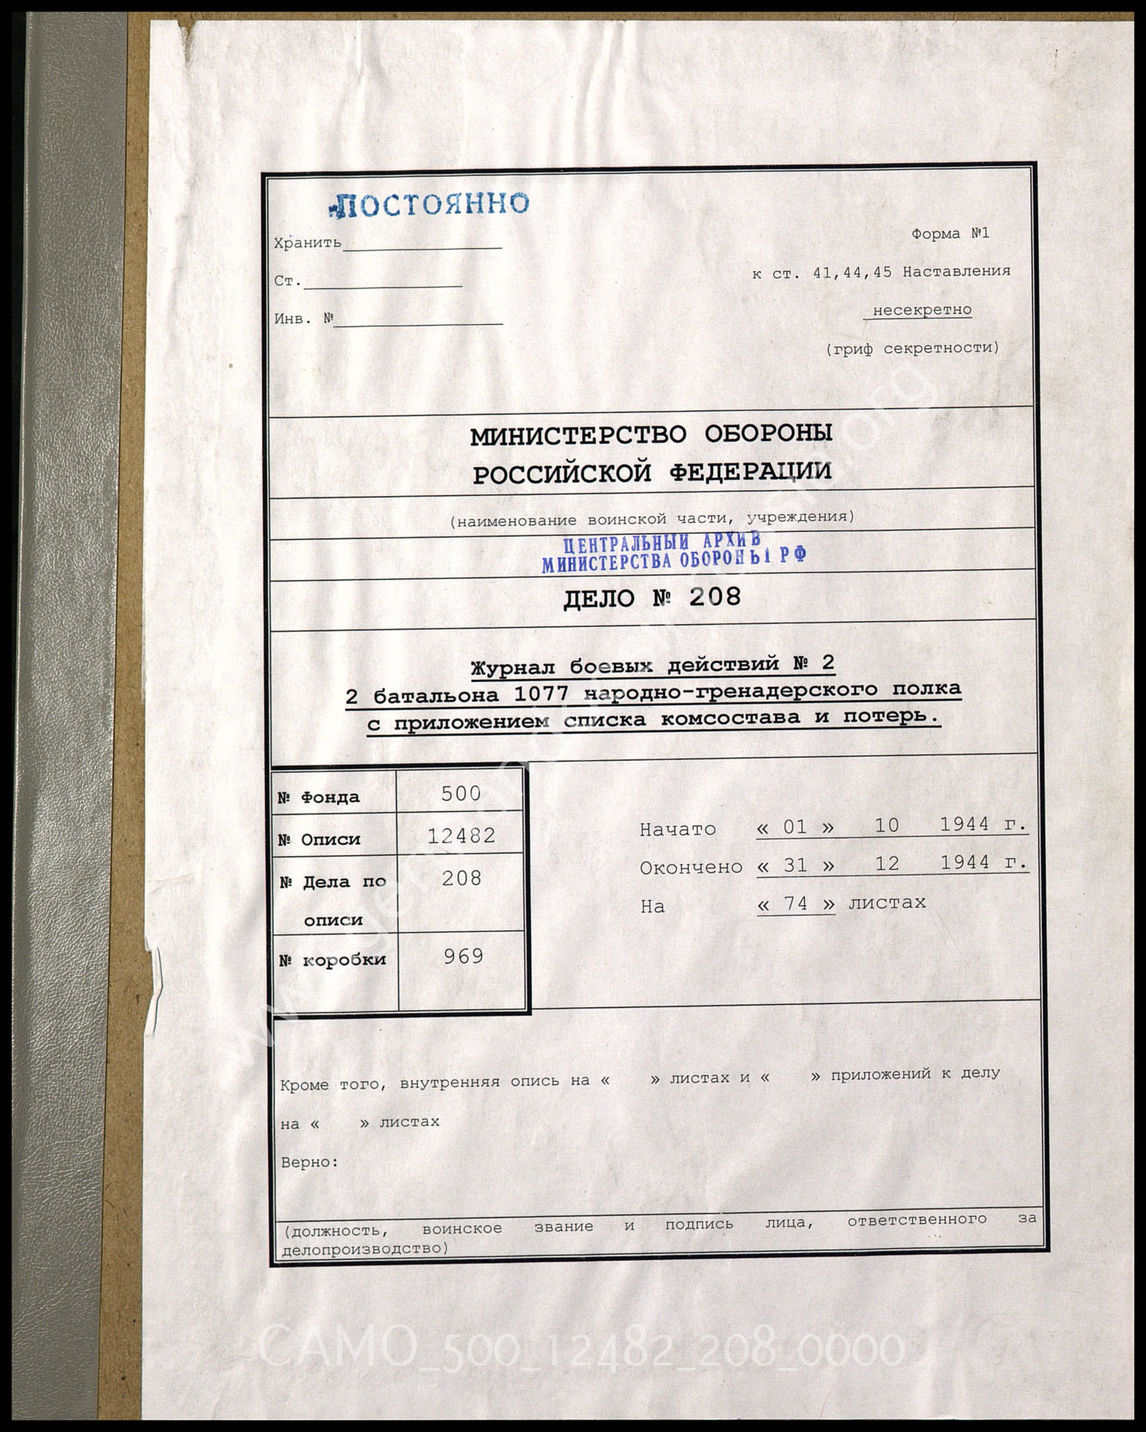 ПОСТОЯННО
Хранить
Форма №1
Ст.
к ст. 41,44,45 Наставления
Инв. №
несекретно
(гриф секретности)
МИНИСТЕРСТВО ОБОРОНЫ
РОССИЙСКОЙ ФЕДЕРАЦИИ
(наименование воинской части, учреждения)
ЦЕНТРАЛЬНЫЙ АРХИВ
МИНИСТЕРСТВА ОБОРОНЫ РФ
ДЕЛО № 208
Журнал боевых действий № 2
2 батальона 1077 народно-гренадерского полка
с приложением списка комсостава и потерь.
№ Фонда 500
№ Описи 12482
№ Дела по описи 208
№ коробки 969
Начато « 01 » 10 1944 г.
Окончено « 31 » 12 1944 г.
На « 74 » листах
Кроме того, внутренняя опись на « » листах и « » приложений к делу
на « » листах
Верно:
(должность, воинское звание и подпись лица, ответственного за
делопроизводство)
CAMO_500_12482_208_0000